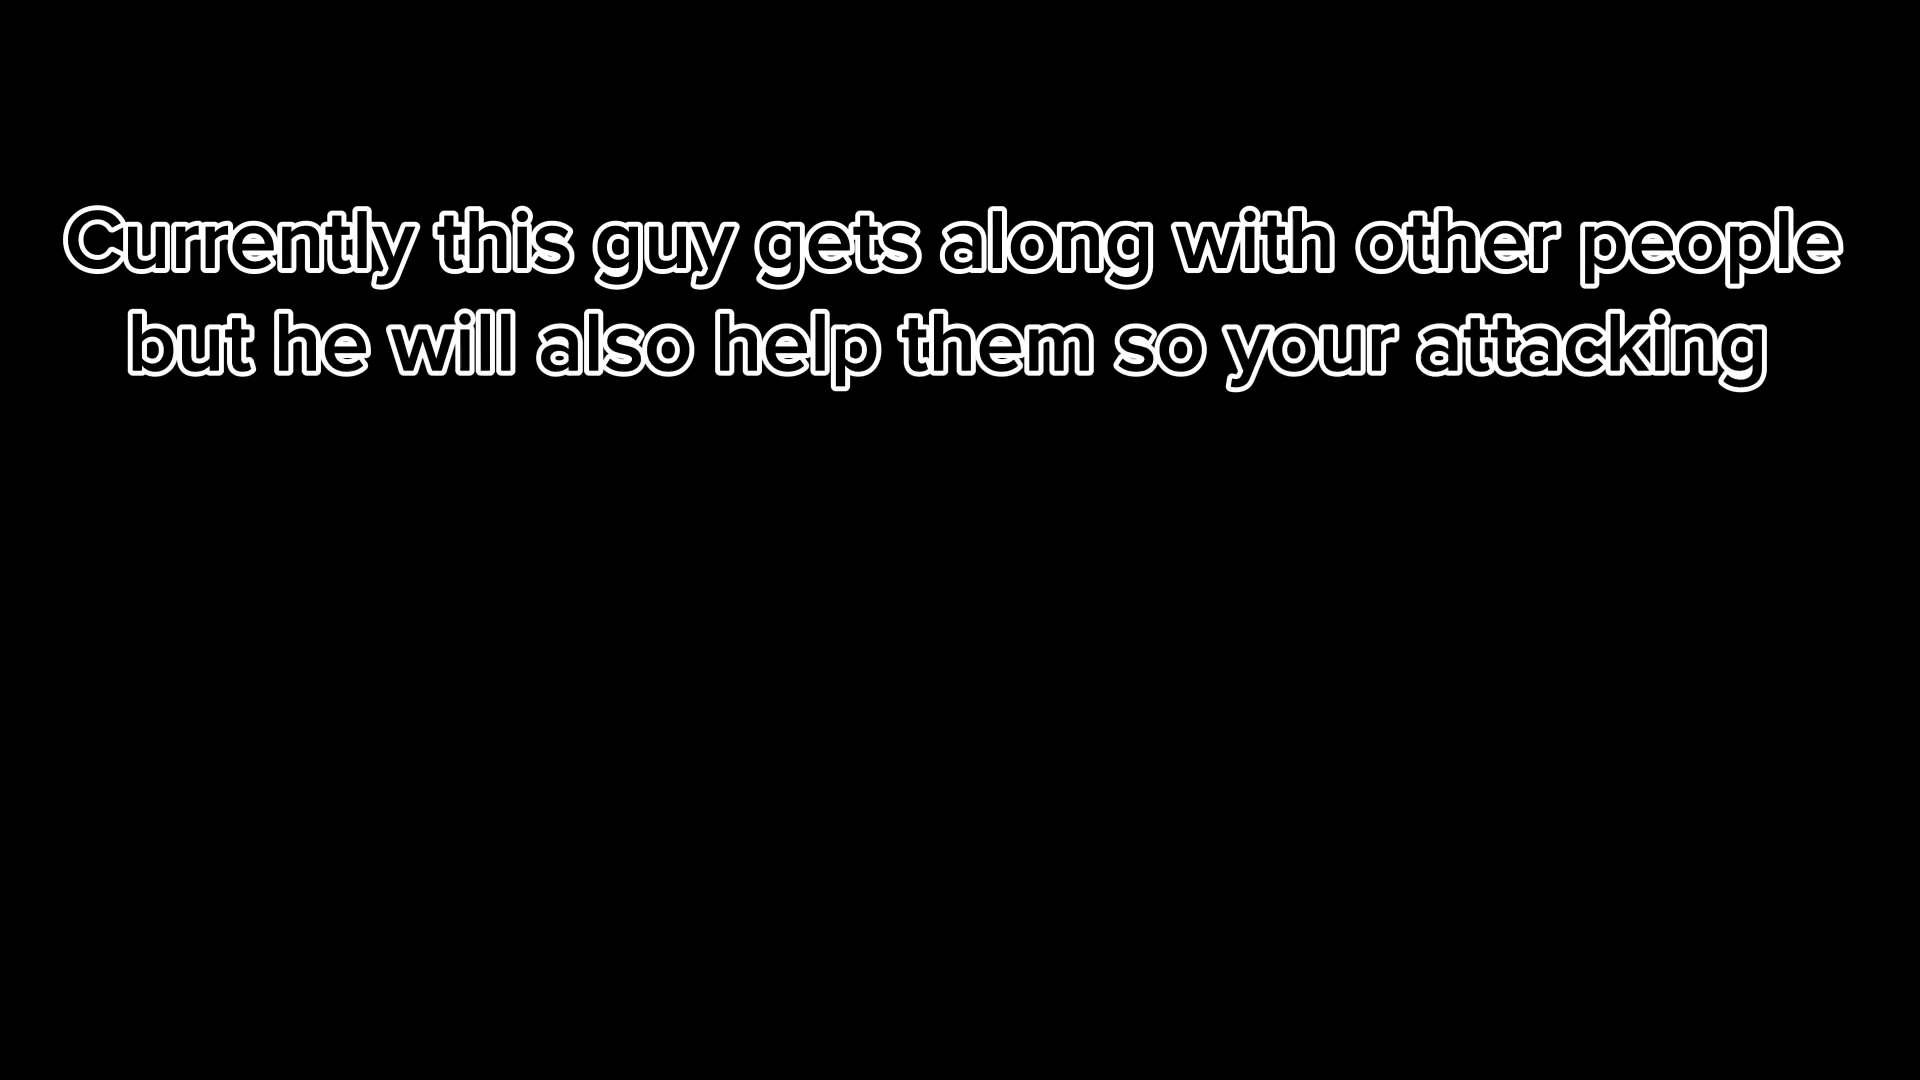 Currently this guy gets along with other people
but he will also help them so your attacking